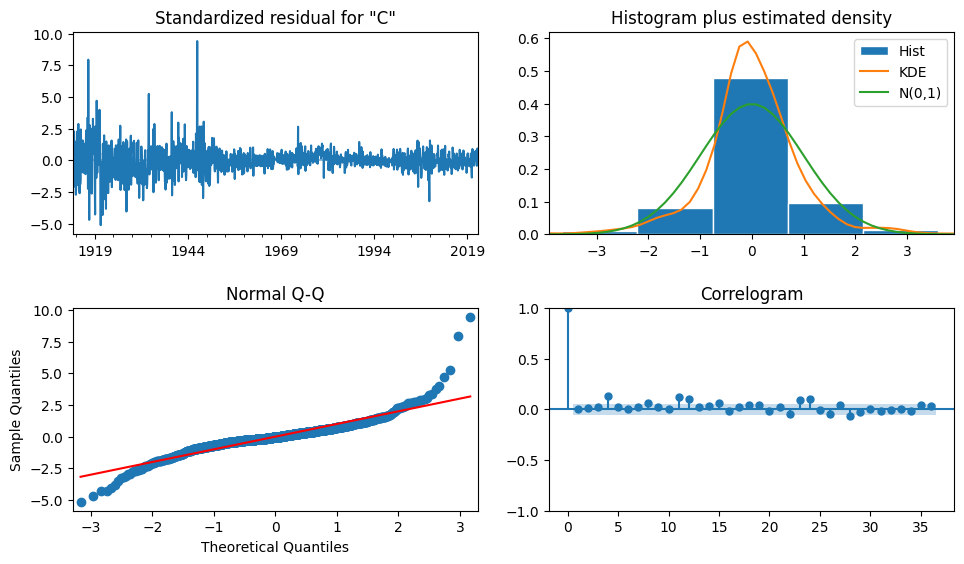 Standardized residual for "C"
10.0
7.5
5.0
2.5
0.0
−2.5
−5.0
1919 1944 1969 1994 2019
Histogram plus estimated density
0.6
0.5
0.4
0.3
0.2
0.1
0.0
−3 −2 −1 0 1 2 3
Hist
KDE
N(0,1)
Normal Q-Q
Sample Quantiles
10.0
7.5
5.0
2.5
0.0
−2.5
−5.0
−3 −2 −1 0 1 2 3
Theoretical Quantiles
Correlogram
1.0
0.5
0.0
−0.5
−1.0
0 5 10 15 20 25 30 35